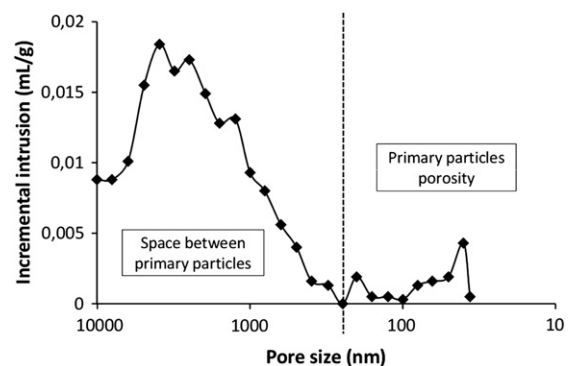 0,02
0,015
0,01
0,005
0
Incremental intrusion (mL/g)
Space between
primary particles
Primary particles
porosity
10000
1000
100
10
Pore size (nm)